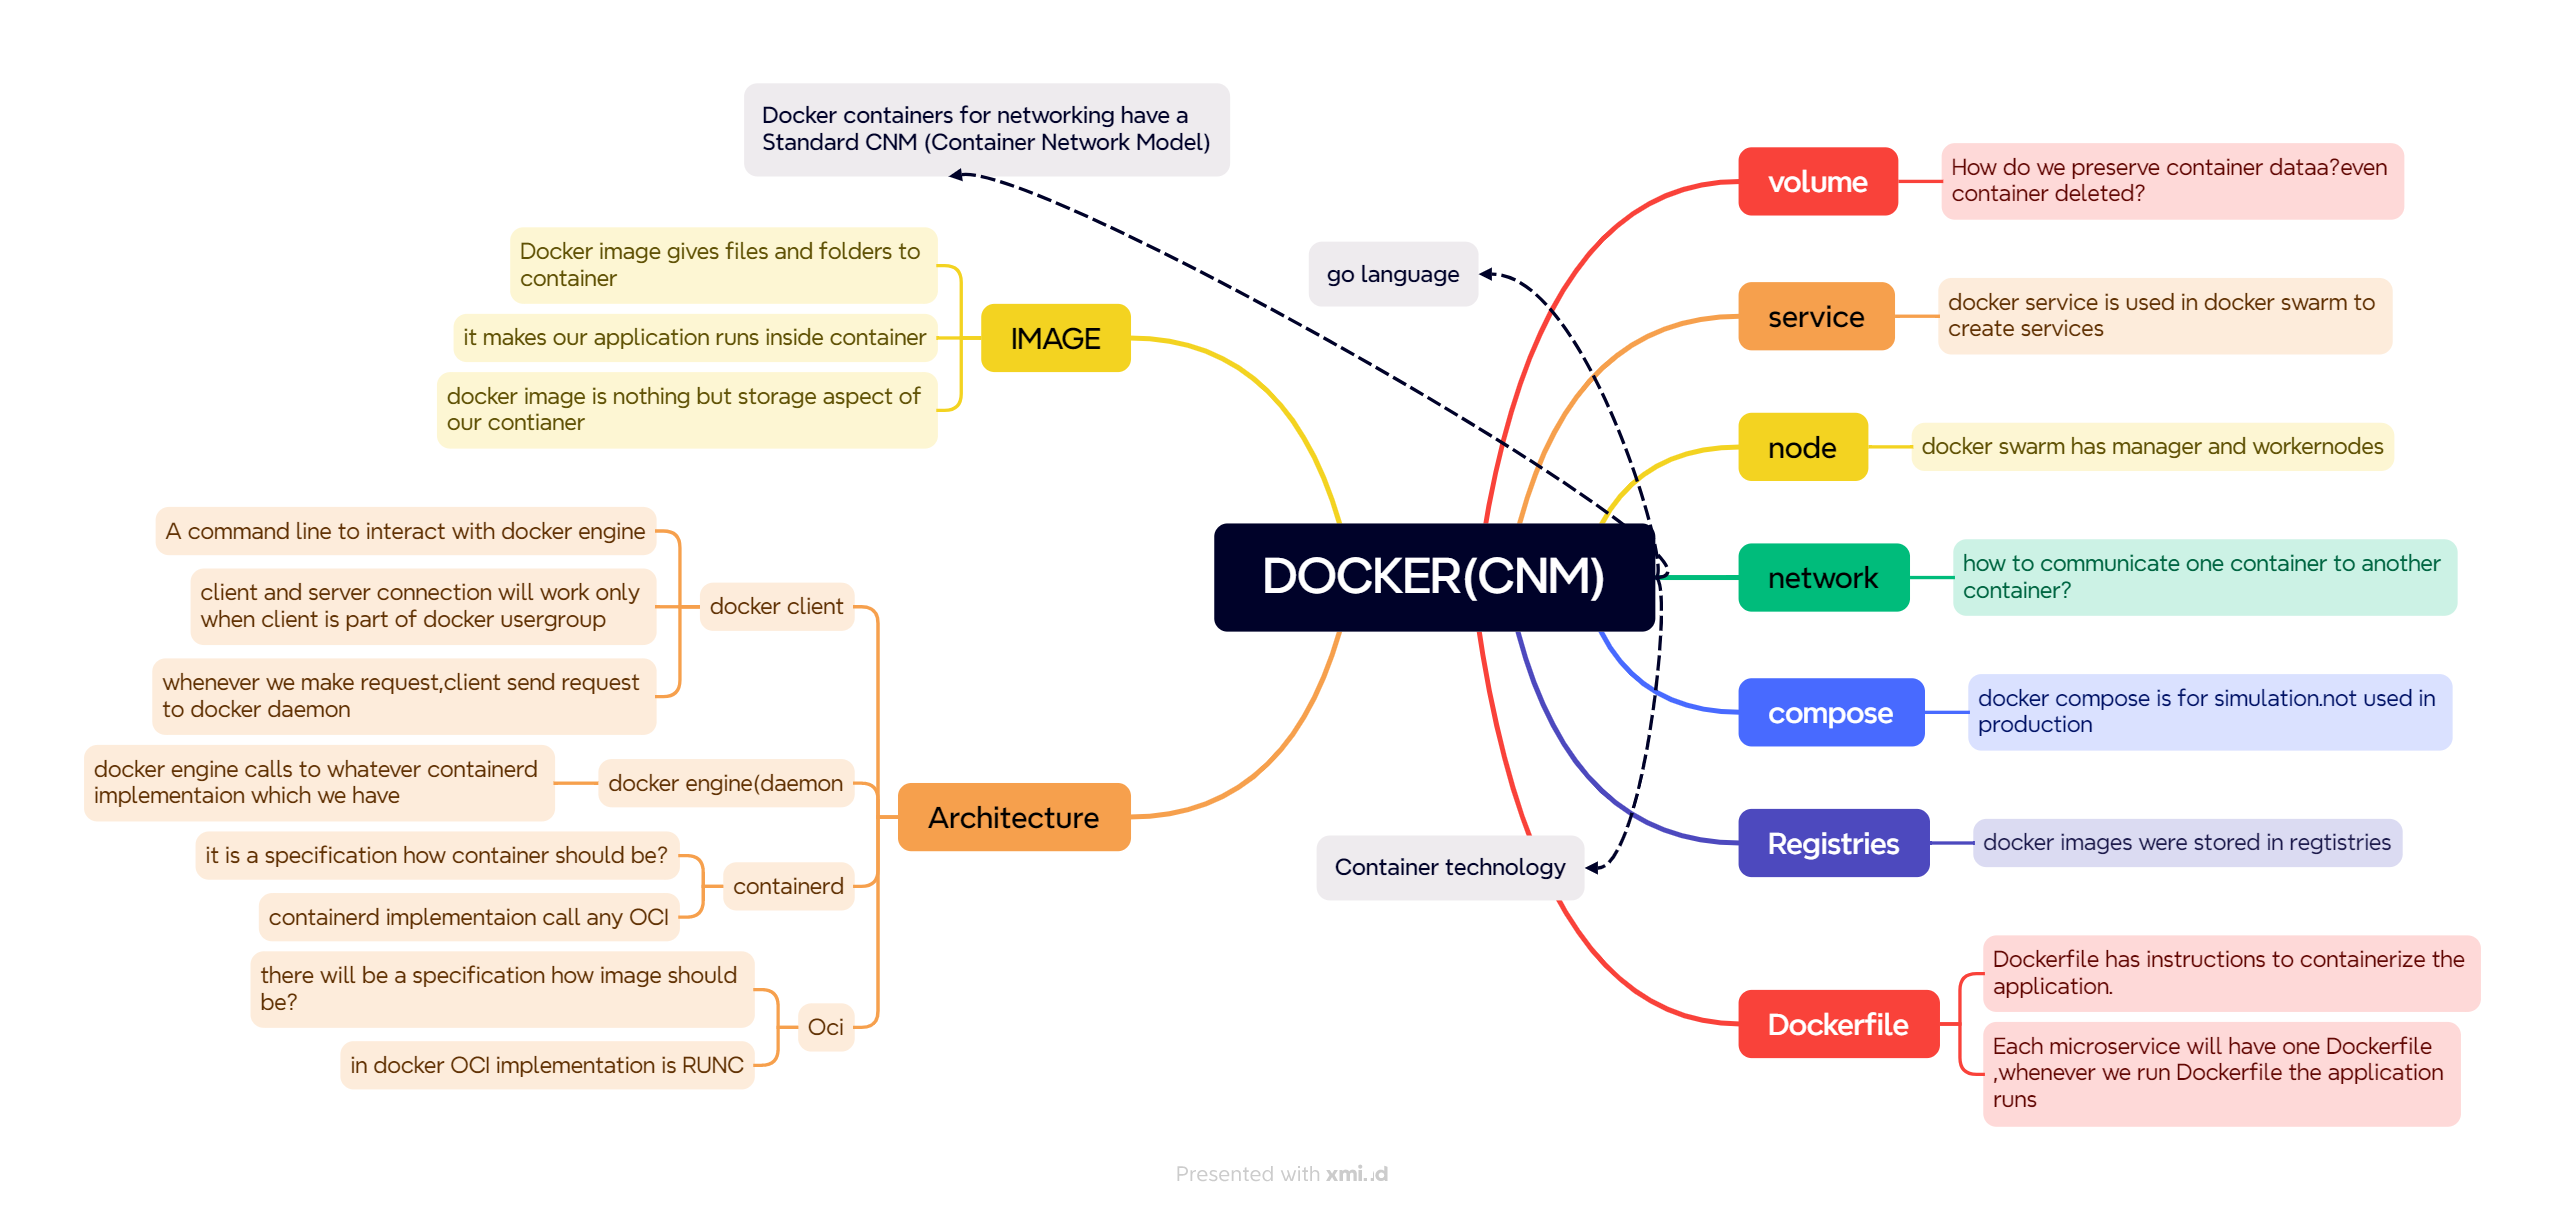 Docker containers for networking have a
Standard CNM (Container Network Model)
go language
DOCKER(CNM)
Container technology
IMAGE
Docker image gives files and folders to
container
it makes our application runs inside container
docker image is nothing but storage aspect of
our contianer
Architecture
docker client
A command line to interact with docker engine
client and server connection will work only
when client is part of docker usergroup
whenever we make request,client send request
to docker daemon
docker engine(daemon
docker engine calls to whatever containerd
implementaion which we have
containerd
it is a specification how container should be?
containerd implementaion call any OCI
Oci
there will be a specification how image should
be?
in docker OCI implementation is RUNC
volume
How do we preserve container dataa?even
container deleted?
service
docker service is used in docker swarm to
create services
node
docker swarm has manager and workernodes
network
how to communicate one container to another
container?
compose
docker compose is for simulation.not used in
production
Registries
docker images were stored in regtistries
Dockerfile
Dockerfile has instructions to containerize the
application.
Each microservice will have one Dockerfile
,whenever we run Dockerfile the application
runs
Presented with